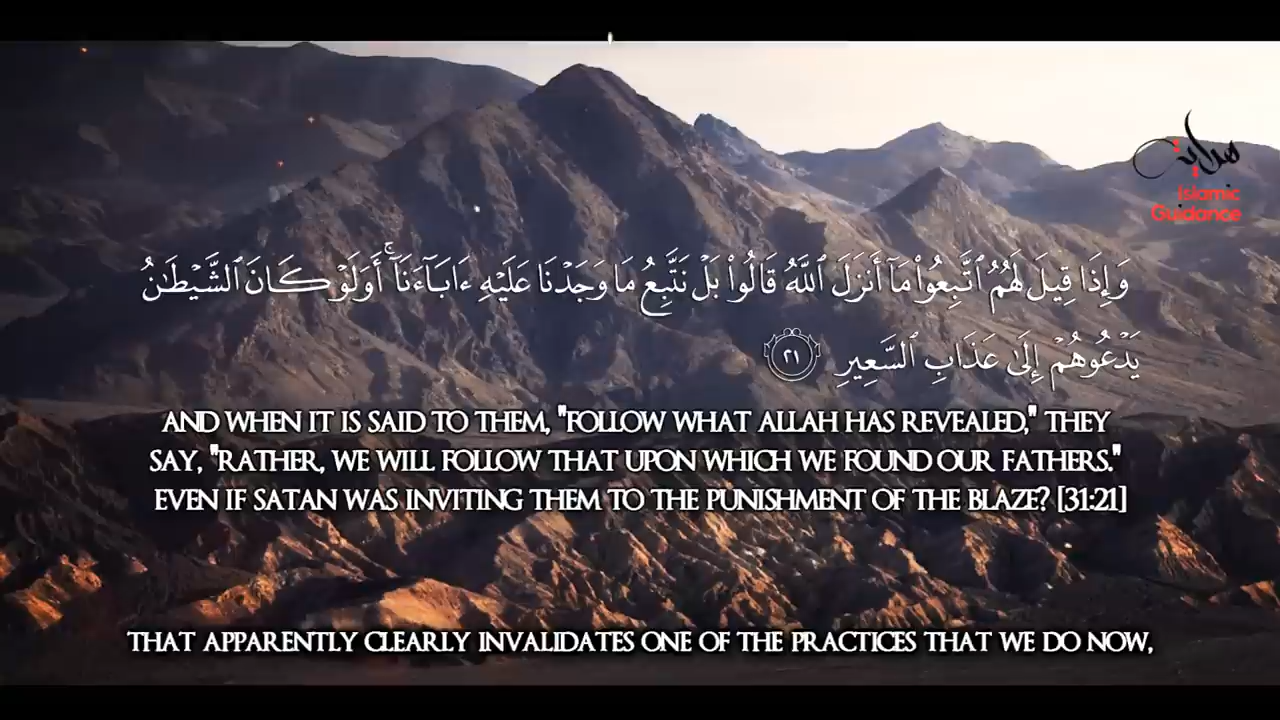 هداية
Islamic
Guidance
وَإِذَا قِيلَ لَهُمُ ٱتَّبِعُوا۟ مَآ أَنزَلَ ٱللَّهُ قَالُوا۟ بَلْ نَتَّبِعُ مَا وَجَدْنَا عَلَيْهِ ءَابَآءَنَآ ۚ أَوَلَوْ كَانَ ٱلشَّيْطَـٰنُ
يَدْعُوهُمْ إِلَىٰ عَذَابِ ٱلسَّعِيرِ ٢١
AND WHEN IT IS SAID TO THEM, "FOLLOW WHAT ALLAH HAS REVEALED," THEY
SAY, "RATHER, WE WILL FOLLOW THAT UPON WHICH WE FOUND OUR FATHERS."
EVEN IF SATAN WAS INVITING THEM TO THE PUNISHMENT OF THE BLAZE? [31:21]
THAT APPARENTLY CLEARLY INVALIDATES ONE OF THE PRACTICES THAT WE DO NOW,